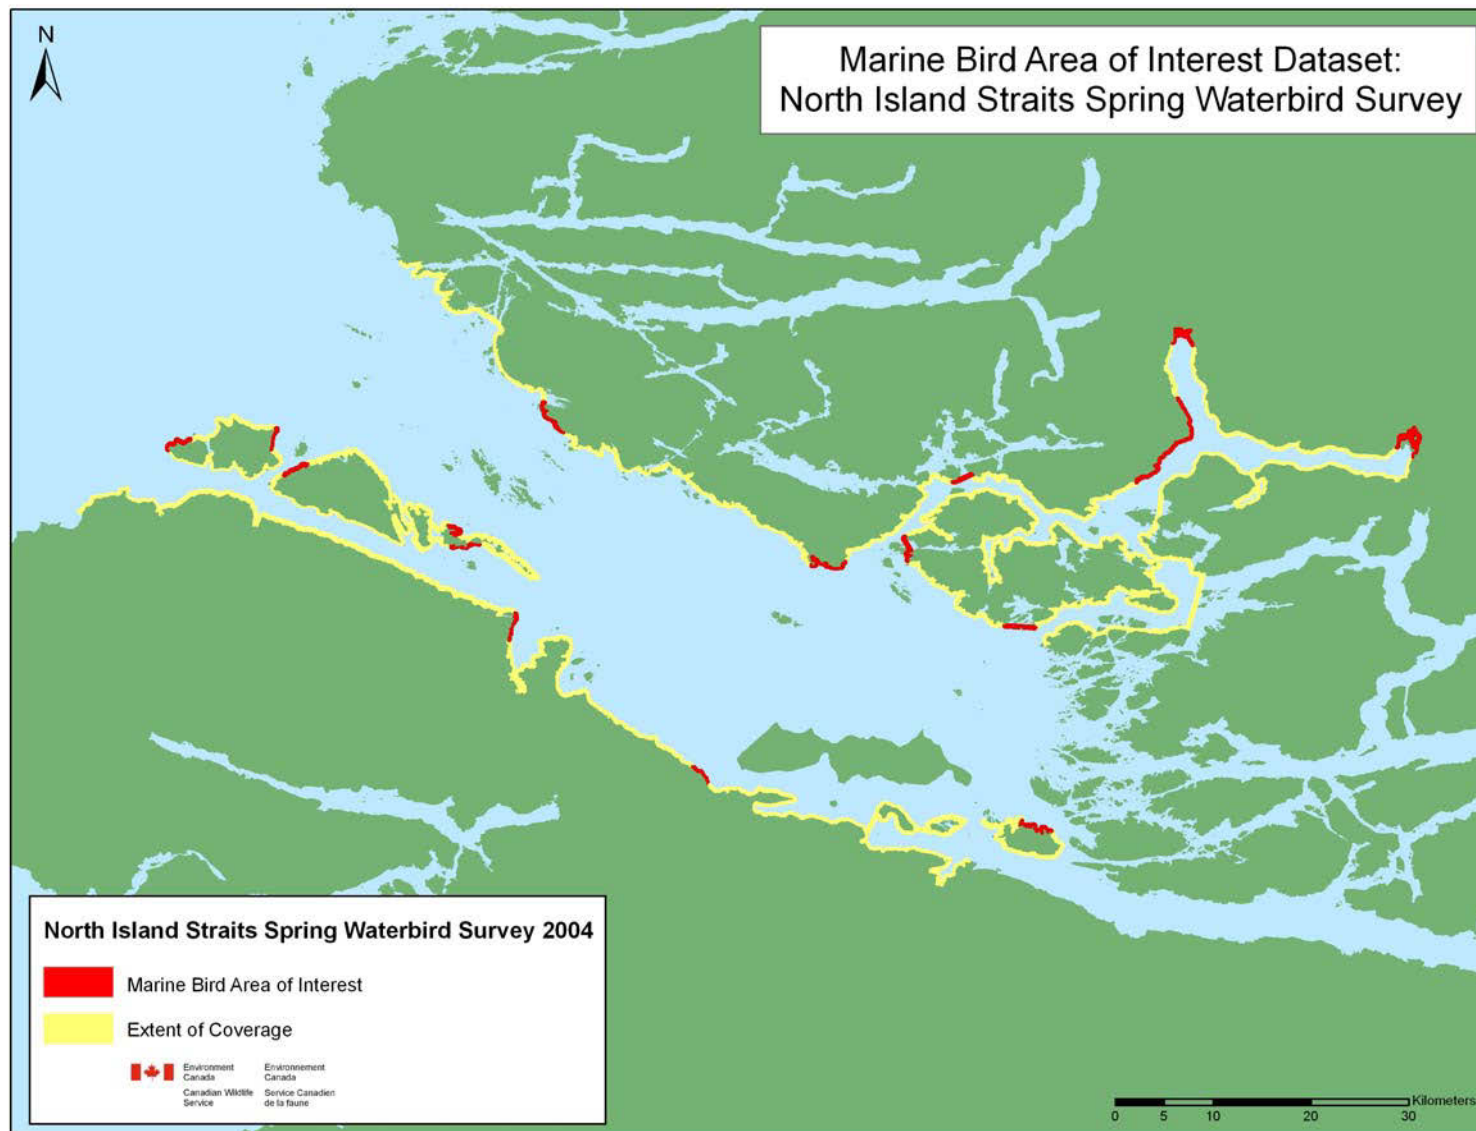 N
Marine Bird Area of Interest Dataset:
North Island Straits Spring Waterbird Survey
North Island Straits Spring Waterbird Survey 2004
Marine Bird Area of Interest
Extent of Coverage
Environment Environnement
Canada Canada
Canadian Wildlife Service Canadien
Service de la faune
Kilometers
0 5 10 20 30